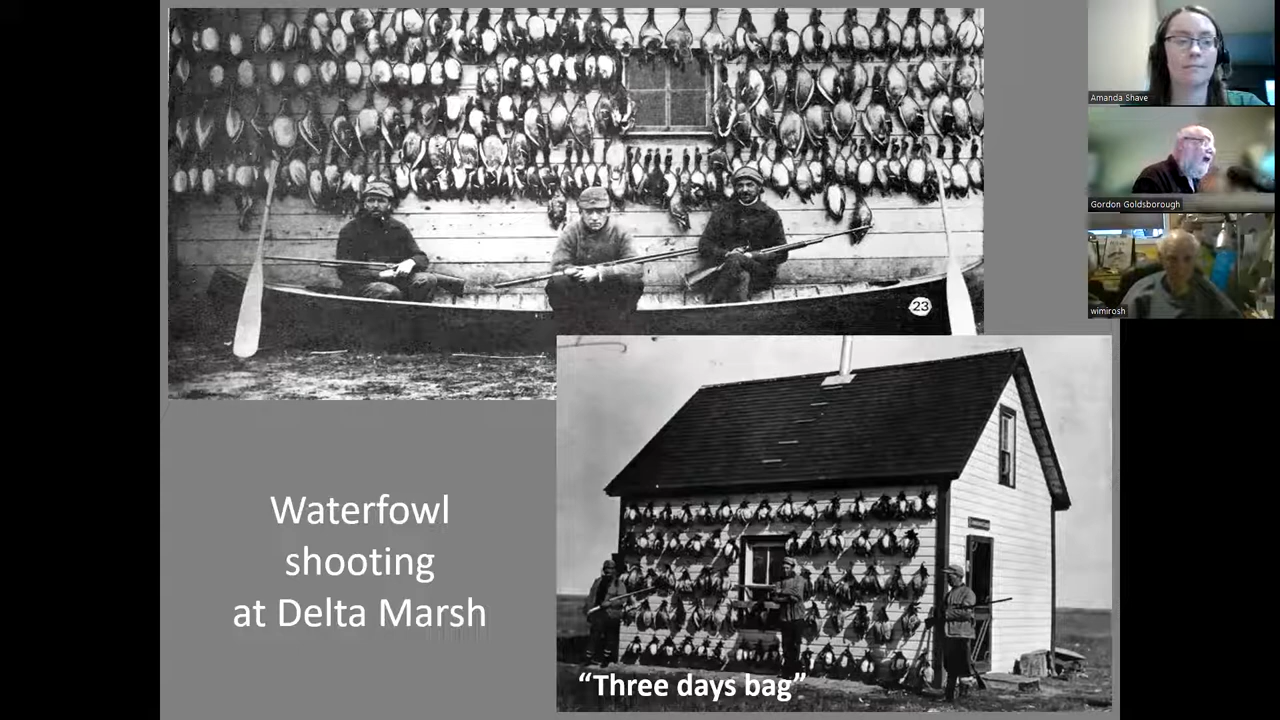 23
Waterfowl
shooting
at Delta Marsh
“Three days bag”
Amanda Shave
Gordon Goldsborough
wimirosh